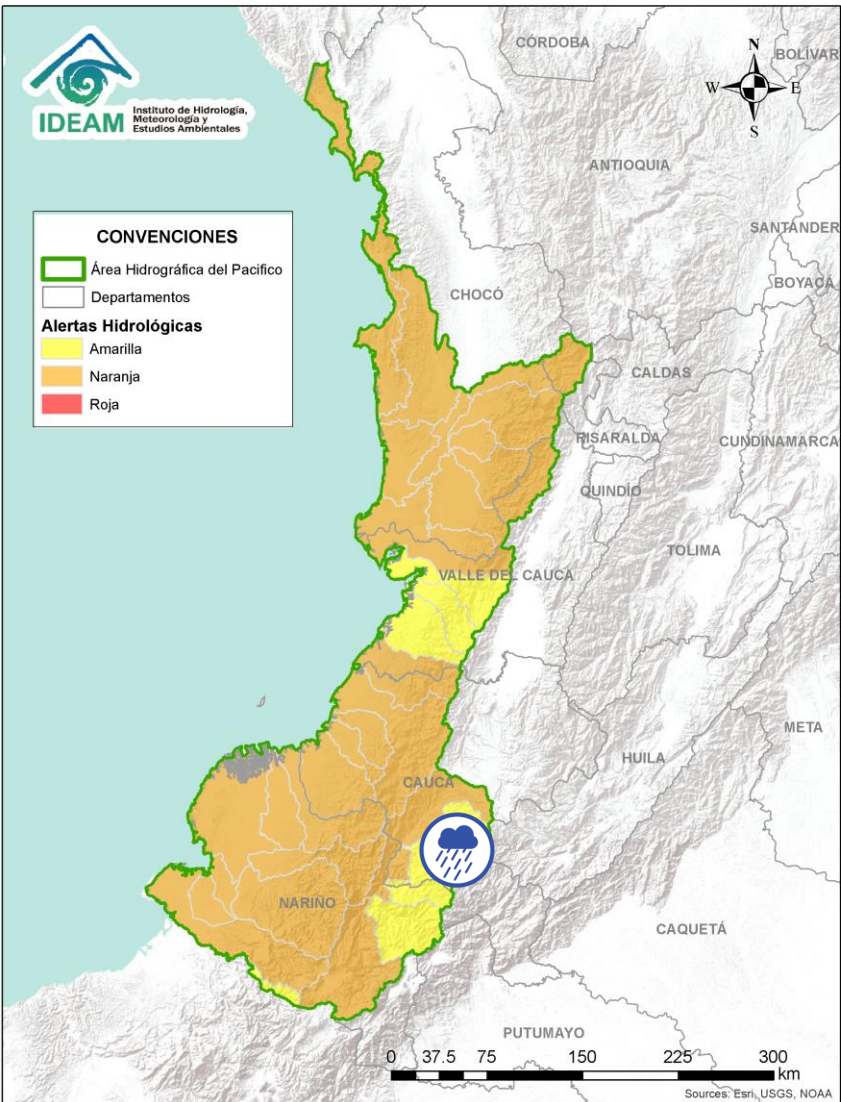 IDEAM
Instituto de Hidrología,
Meteorología y
Estudios Ambientales
CÓRDOBA
BOLIVAR
N
W E
S
ANTIOQUIA
SANTANDER
BOYACÁ
CHOCÓ
CALDAS
RISARALDA
CUNDINAMARCA
QUINDÍO
TOLIMA
VALLE DEL CAUCA
META
HUILA
CAUCA
NARIÑO
CAQUETÁ
PUTUMAYO
CONVENCIONES
Área Hidrográfica del Pacifico
Departamentos
Alertas Hidrológicas
Amarilla
Naranja
Roja
0 37.5 75 150 225 300
km
Sources: Esri, USGS, NOAA